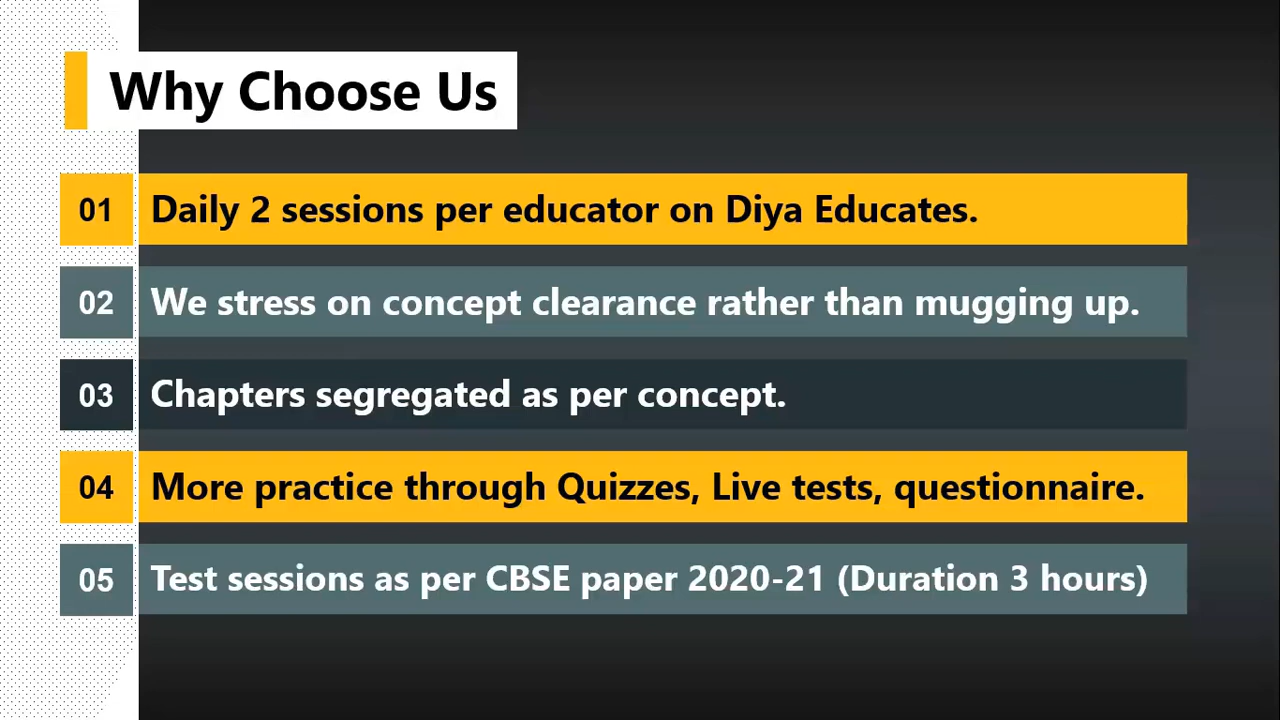 Why Choose Us
01 Daily 2 sessions per educator on Diya Educates.
02 We stress on concept clearance rather than mugging up.
03 Chapters segregated as per concept.
04 More practice through Quizzes, Live tests, questionnaire.
05 Test sessions as per CBSE paper 2020-21 (Duration 3 hours)